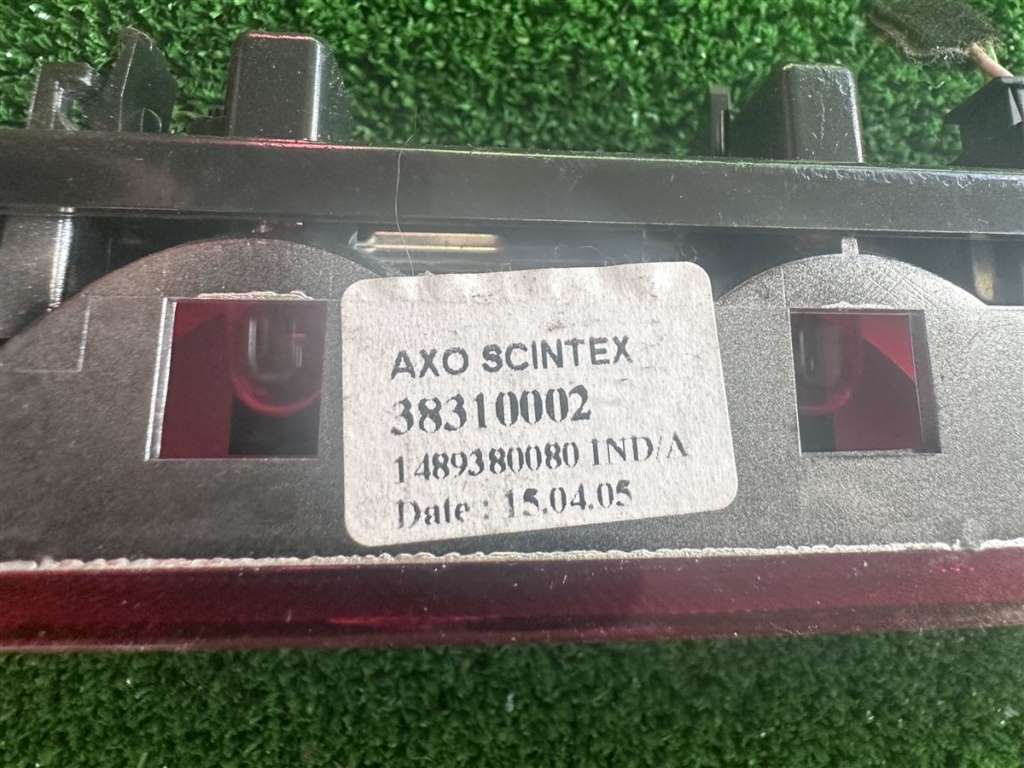 AXO SCINTEX
38310002
1489380080 IND/A
Date : 15.04.05